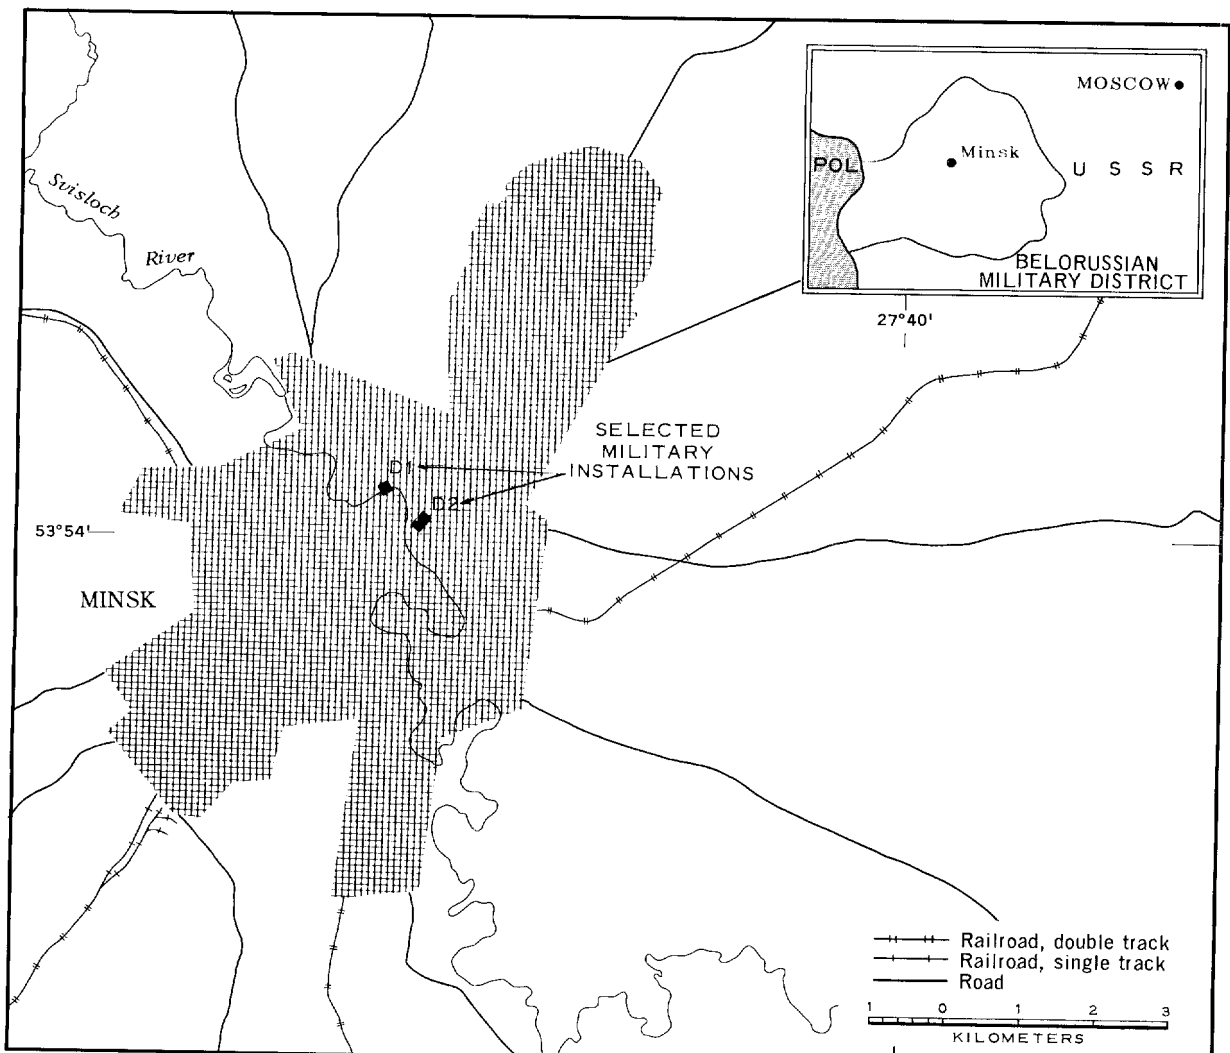 MOSCOW
Minsk
POL
U S S R
BELORUSSIAN
MILITARY DISTRICT
27°40'
Svisloch
River
SELECTED
MILITARY
INSTALLATIONS
D1
D2
53°54'
MINSK
Railroad, double track
Railroad, single track
Road
1 0 1 2 3
KILOMETERS